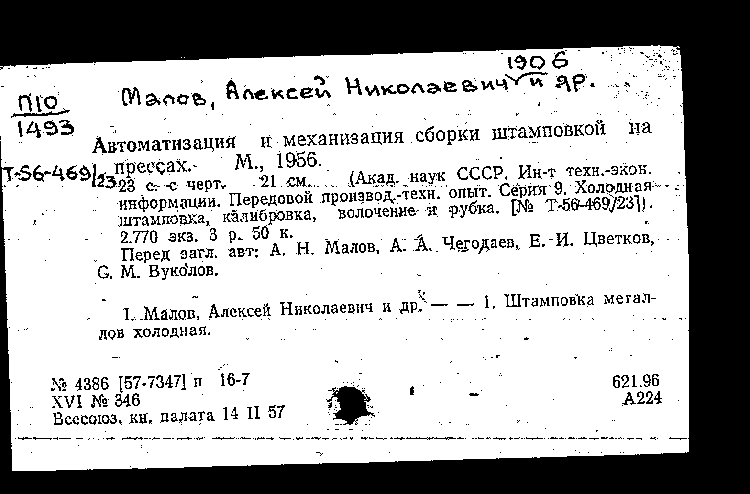 1906
П10 Малов, Алексей Николаевич и др.
1493
Автоматизация и механизация сборки штамповкой на
Т-56-469/23 прессах.- М., 1956.
23 с. с черт. 21 см. (Акад. наук СССР. Ин-т техн.-экон.
информации. Передовой производ.-техн. опыт. Серия 9. Холодная
штамповка, калибровка, волочение и рубка. [№ Т-56-469/23]).
2.770 экз. 3 р. 50 к.
Перед загл. авт: А. Н. Малов, А. А. Чегодаев, Е. И. Цветков,
G. М. Вуколов.
I. Малов, Алексей Николаевич и др. — — 1. Штамповка метал-
лов холодная.
№ 4386 [57-7347] п 16-7 621.96
XVI № 346 А224
Всесоюз. кн. палата 14 II 57